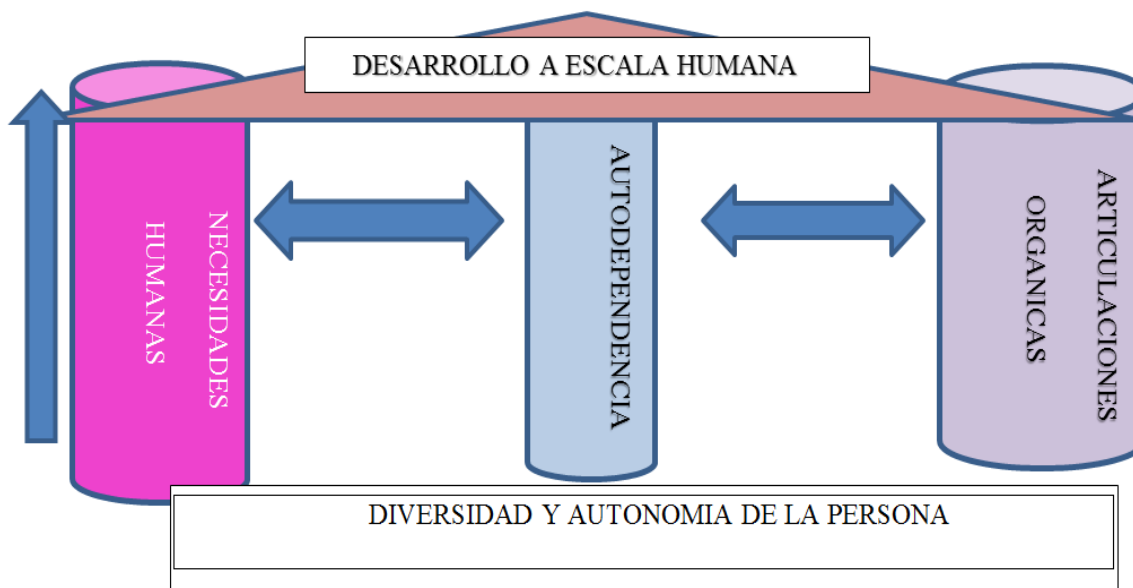 DESARROLLO A ESCALA HUMANA
NECESIDADES
HUMANAS
AUTODEPENDENCIA
ARTICULACIONES
ORGANICAS
DIVERSIDAD Y AUTONOMIA DE LA PERSONA